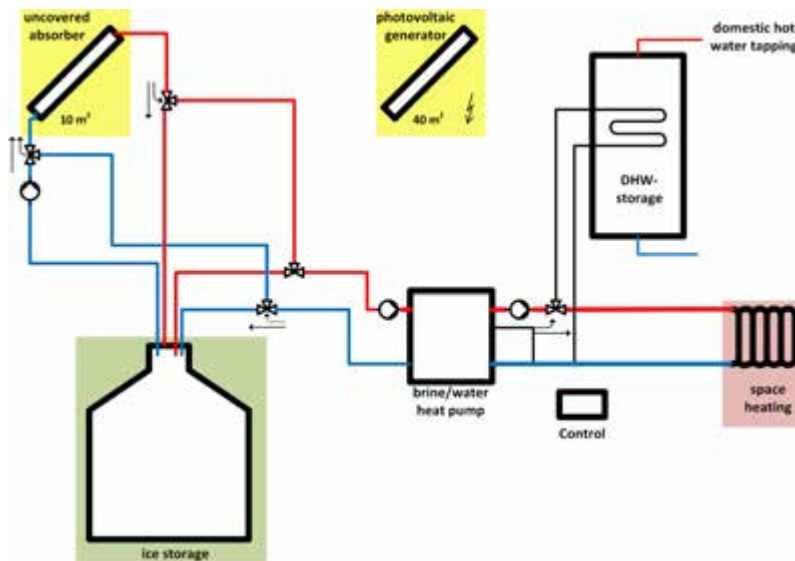 uncovered
absorber
10 m²
photovoltaic
generator
40 m²
domestic hot
water tapping
DHW-
storage
brine/water
heat pump
Control
space
heating
ice storage